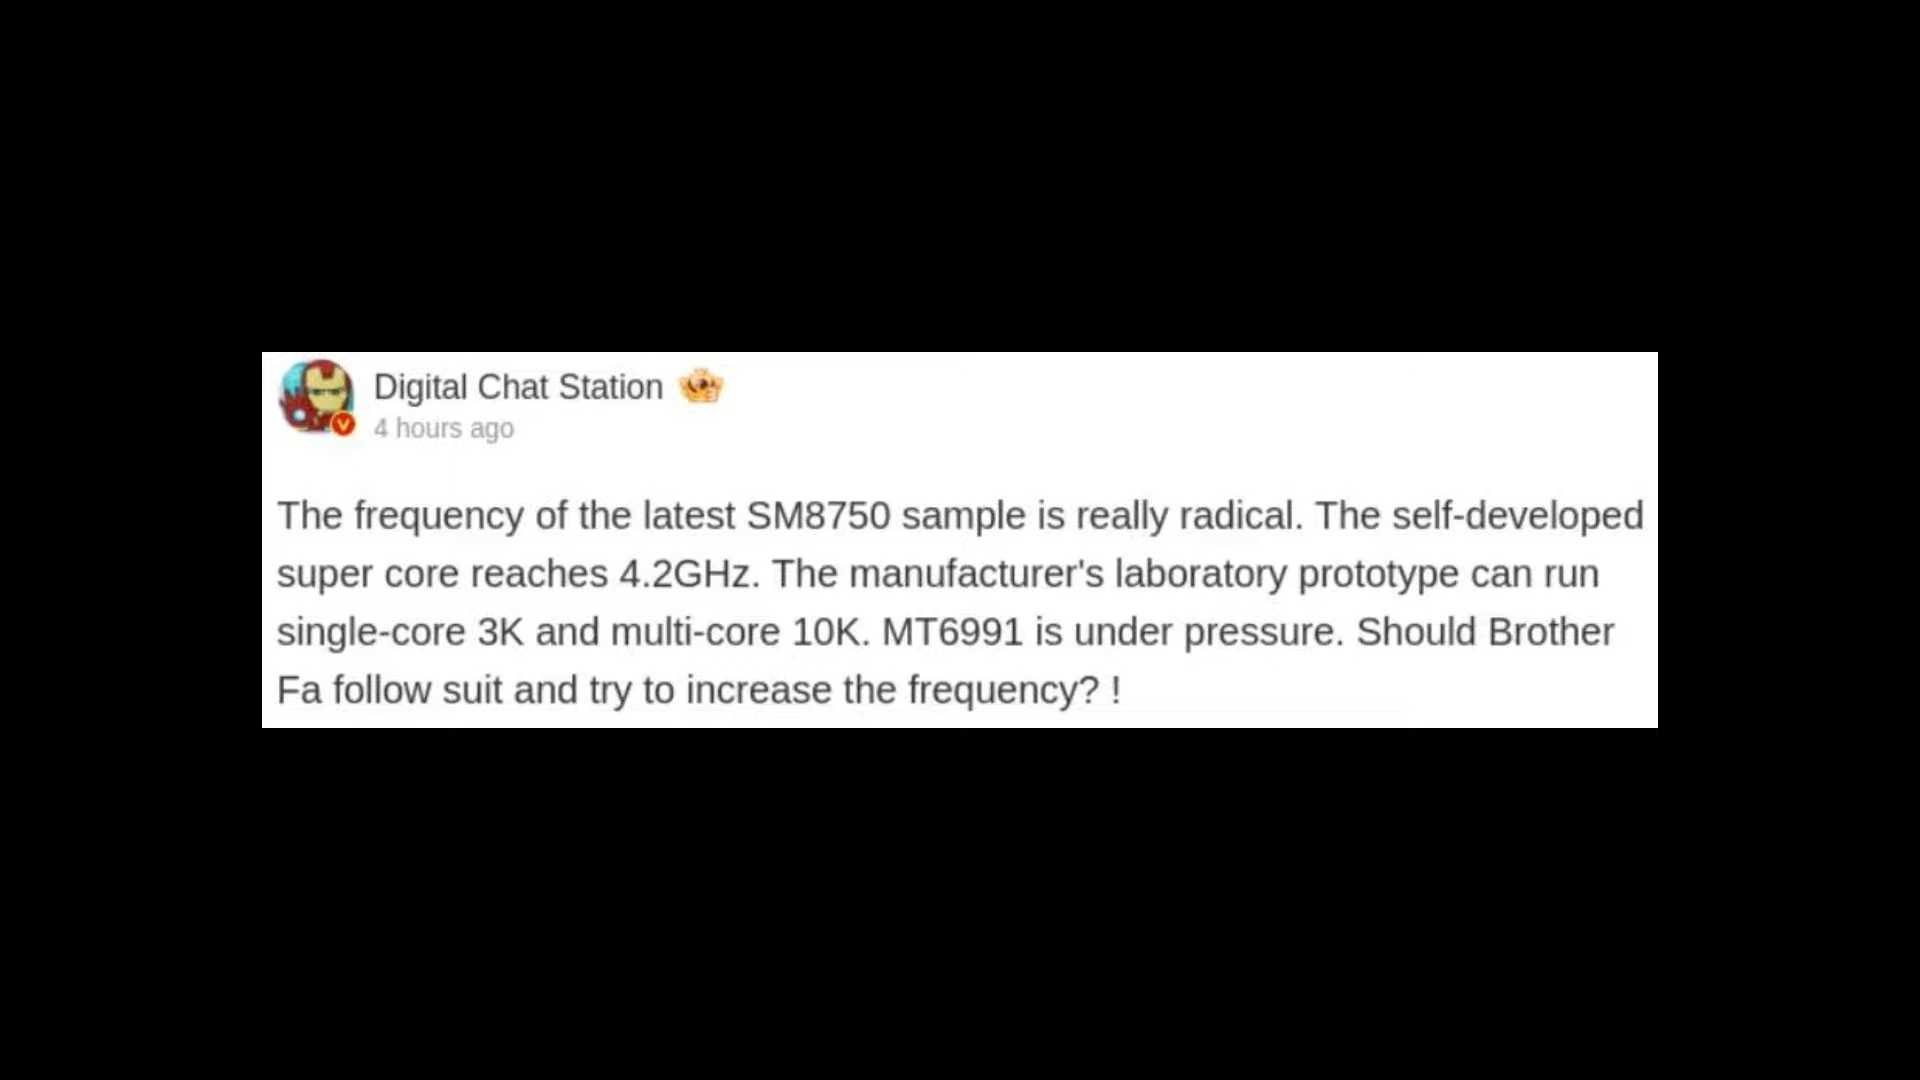 Digital Chat Station
4 hours ago
The frequency of the latest SM8750 sample is really radical. The self-developed
super core reaches 4.2GHz. The manufacturer's laboratory prototype can run
single-core 3K and multi-core 10K. MT6991 is under pressure. Should Brother
Fa follow suit and try to increase the frequency? !